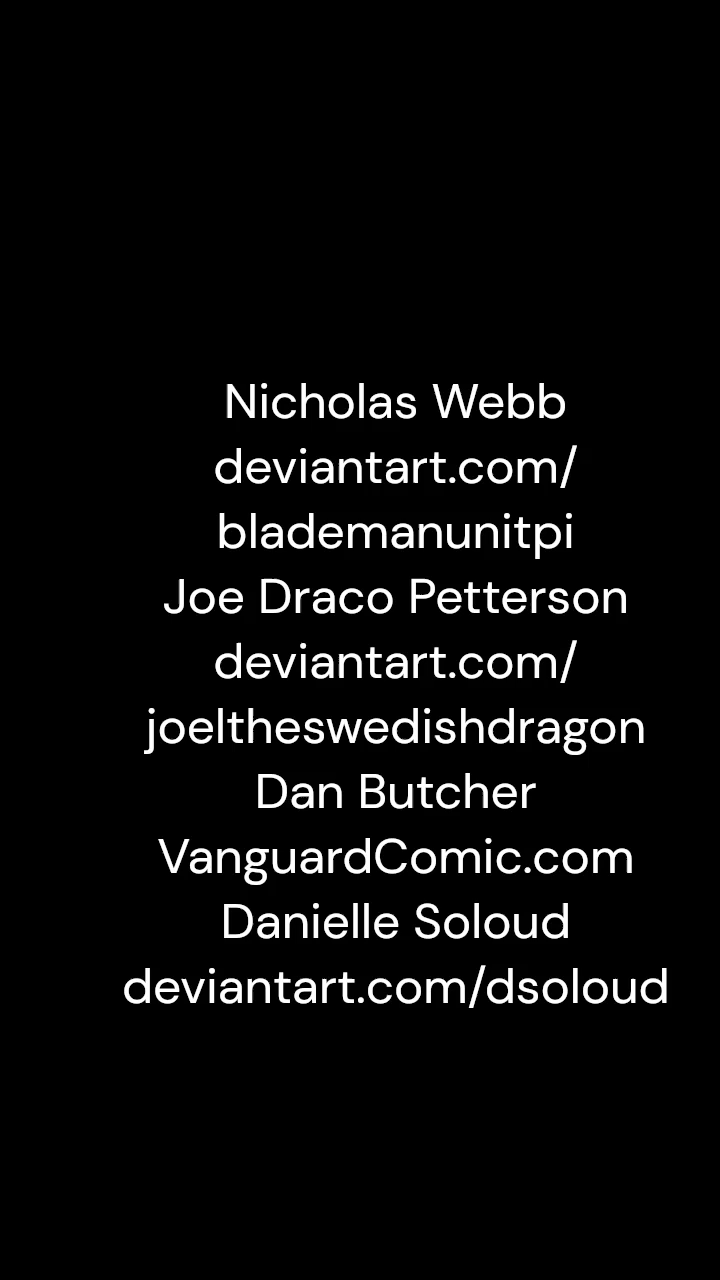 Nicholas Webb
deviantart.com/
blademanunitpi
Joe Draco Petterson
deviantart.com/
joeltheswedishdragon
Dan Butcher
VanguardComic.com
Danielle Soloud
deviantart.com/dsoloud